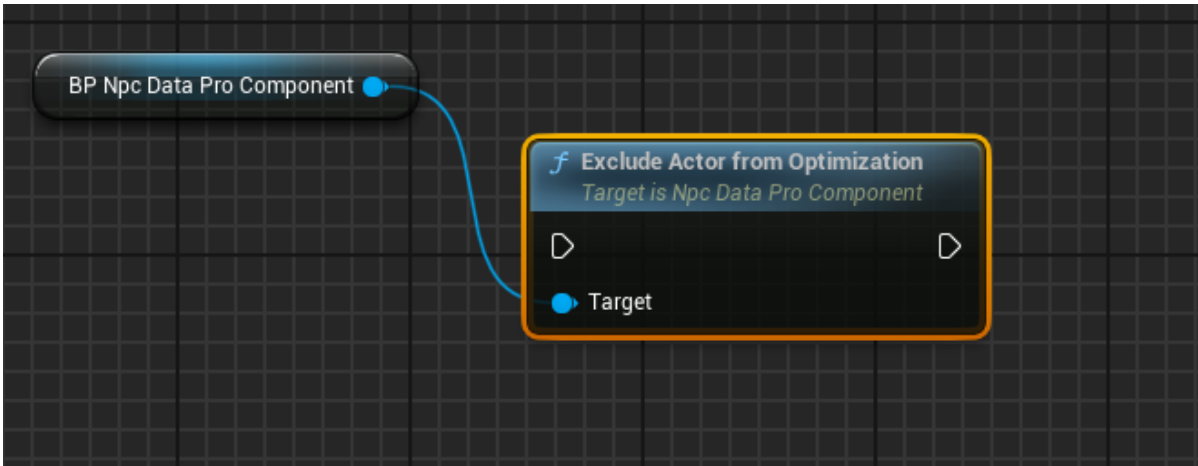 BP Npc Data Pro Component
Exclude Actor from Optimization
Target is Npc Data Pro Component
Target